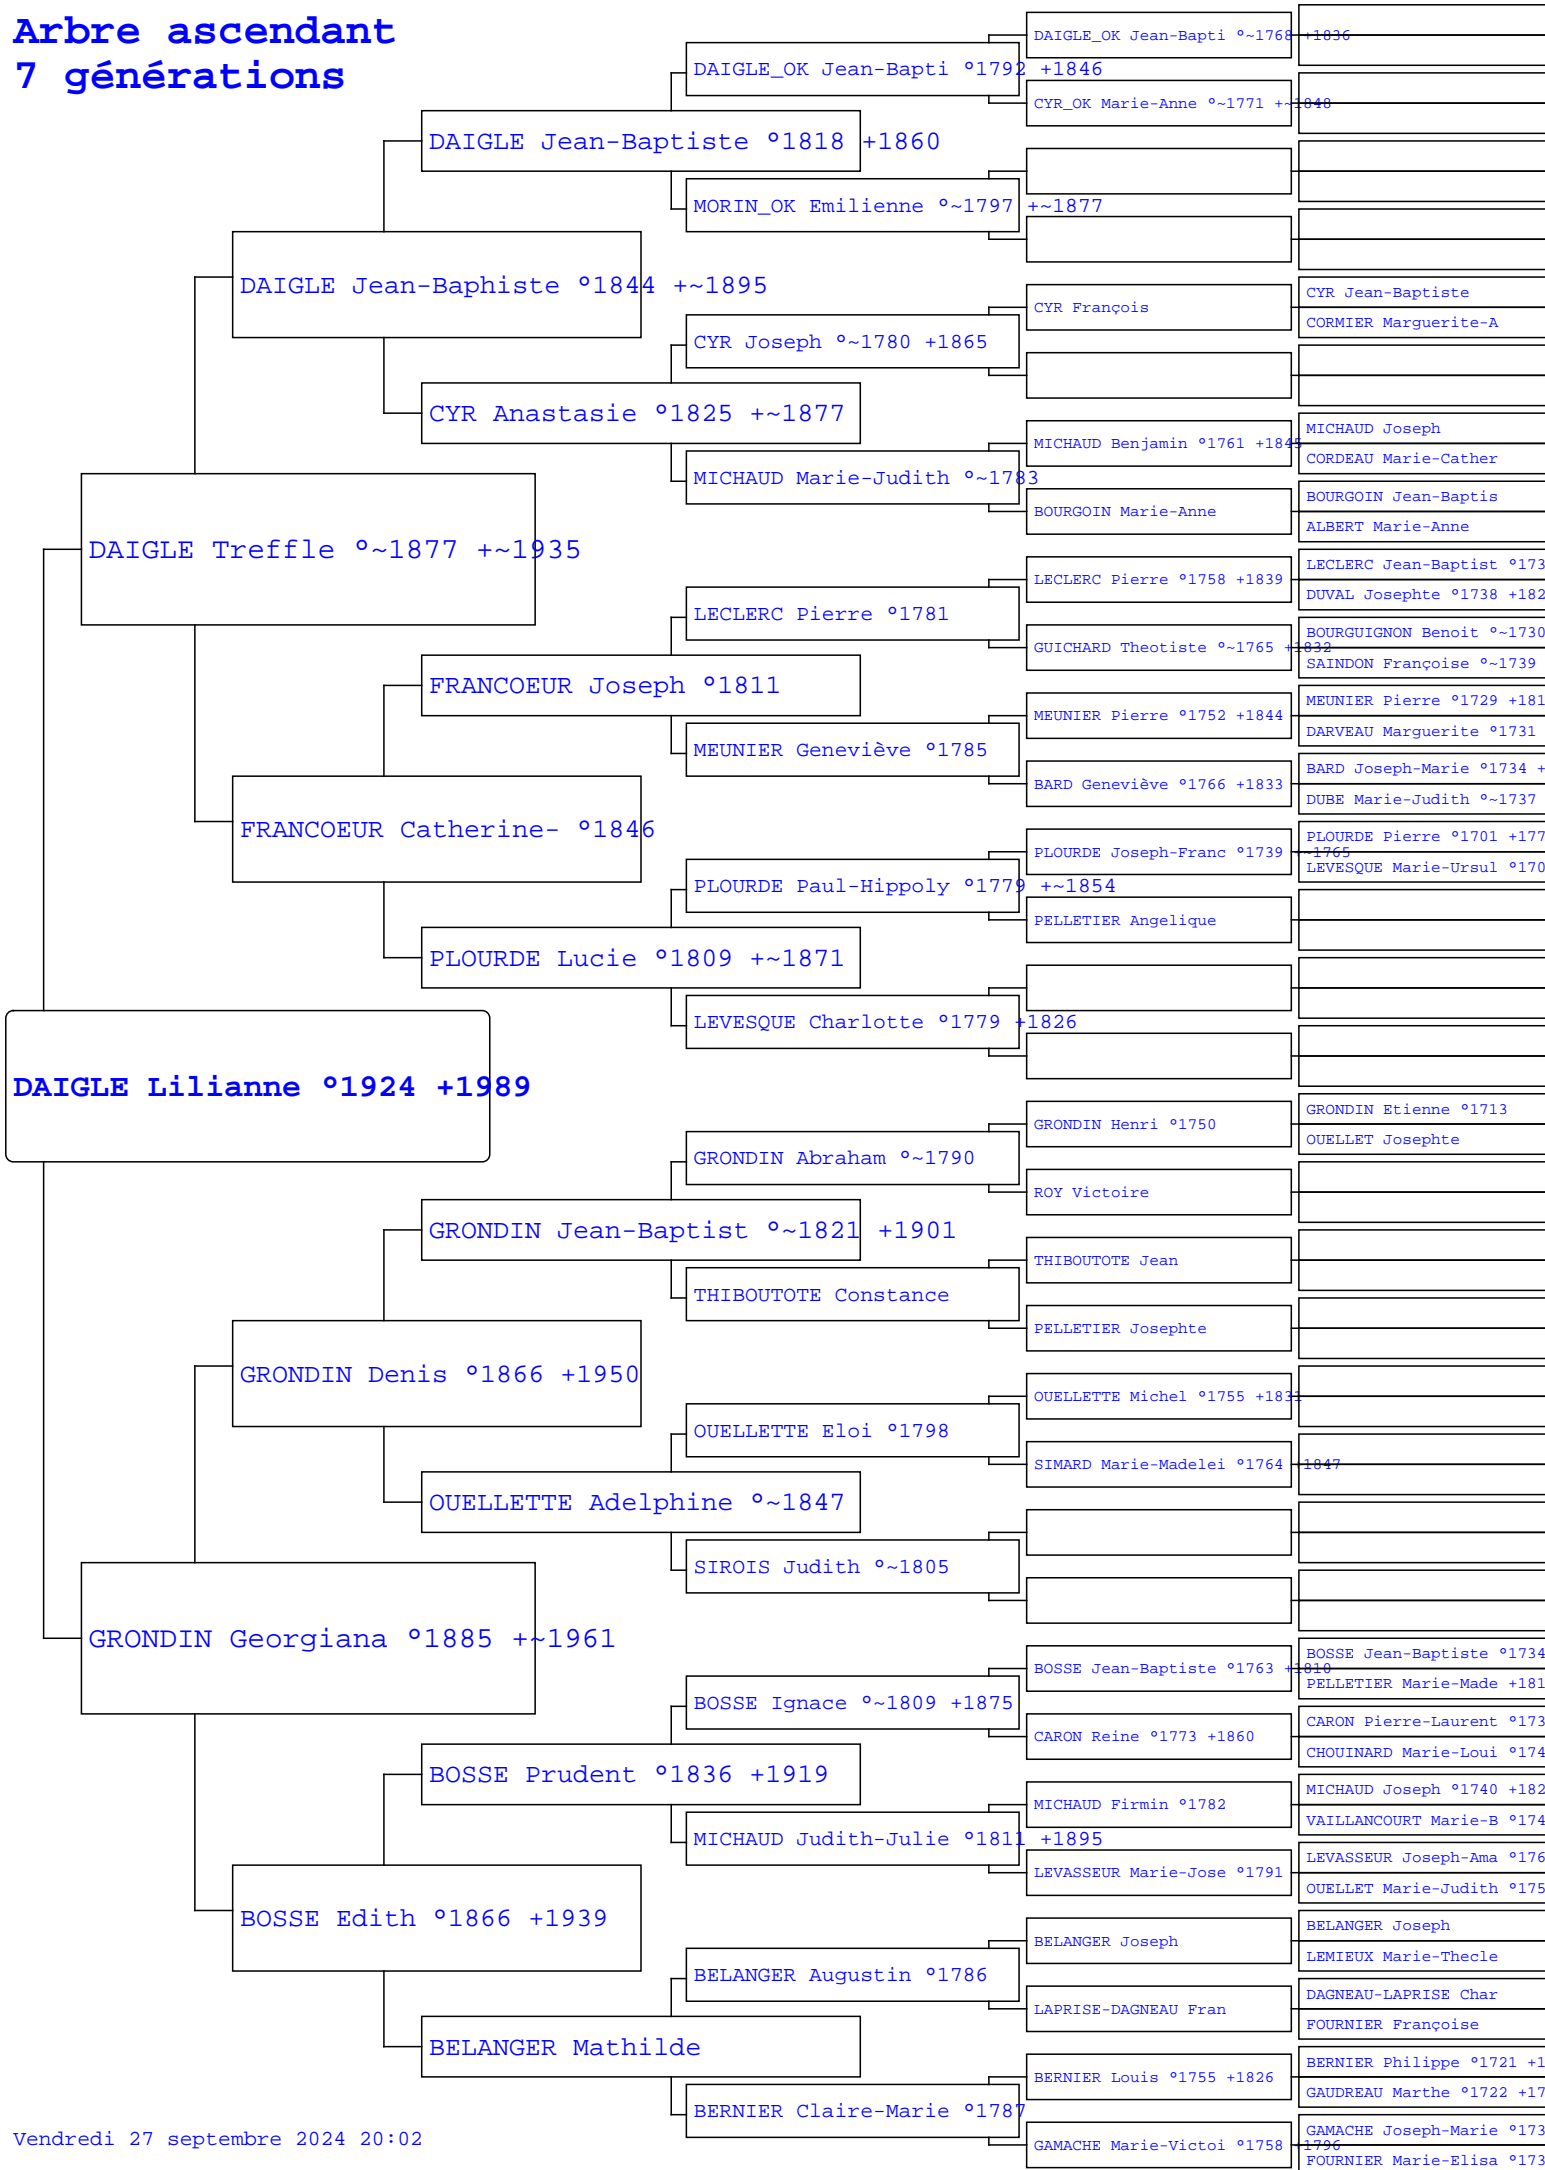 Arbre ascendant
7 générations
DAIGLE_OK Jean-Bapti °~1768 +1836
DAIGLE_OK Jean-Bapti °1792 +1846
CYR_OK Marie-Anne °~1771 +~1848
DAIGLE Jean-Baptiste °1818 +1860
MORIN_OK Emilienne °~1797 +~1877
DAIGLE Jean-Baphiste °1844 +~1895
CYR Jean-Baptiste
CYR François
CORMIER Marguerite-A
CYR Joseph °~1780 +1865
CYR Anastasie °1825 +~1877
MICHAUD Joseph
MICHAUD Benjamin °1761 +1845
CORDEAU Marie-Cather
MICHAUD Marie-Judith °~1783
BOURGOIN Jean-Baptis
BOURGOIN Marie-Anne
ALBERT Marie-Anne
DAIGLE Treffle °~1877 +~1935
LECLERC Jean-Baptist °173
LECLERC Pierre °1758 +1839
DUVAL Josephte °1738 +182
LECLERC Pierre °1781
BOURGUIGNON Benoit °~1730
GUICHARD Theotiste °~1765 +1832
SAINDON Françoise °~1739
FRANCOEUR Joseph °1811
MEUNIER Pierre °1729 +181
MEUNIER Pierre °1752 +1844
DARVEAU Marguerite °1731
MEUNIER Geneviève °1785
BARD Joseph-Marie °1734 +
BARD Geneviève °1766 +1833
DUBE Marie-Judith °~1737
FRANCOEUR Catherine- °1846
PLOURDE Pierre °1701 +177
PLOURDE Joseph-Franc °1739 +~1765
LEVESQUE Marie-Ursul °170
PLOURDE Paul-Hippoly °1779 +~1854
PELLETIER Angelique
PLOURDE Lucie °1809 +~1871
LEVESQUE Charlotte °1779 +1826
DAIGLE Lilianne °1924 +1989
GRONDIN Etienne °1713
GRONDIN Henri °1750
OUELLET Josephte
GRONDIN Abraham °~1790
ROY Victoire
GRONDIN Jean-Baptist °~1821 +1901
THIBOUTOTE Jean
THIBOUTOTE Constance
PELLETIER Josephte
GRONDIN Denis °1866 +1950
OUELLETTE Michel °1755 +1831
OUELLETTE Eloi °1798
SIMARD Marie-Madelei °1764 +1847
OUELLETTE Adelphine °~1847
SIROIS Judith °~1805
GRONDIN Georgiana °1885 +~1961
BOSSE Jean-Baptiste °1734
BOSSE Jean-Baptiste °1763 +1810
PELLETIER Marie-Made +181
BOSSE Ignace °~1809 +1875
CARON Pierre-Laurent °173
CARON Reine °1773 +1860
CHOUINARD Marie-Loui °174
BOSSE Prudent °1836 +1919
MICHAUD Joseph °1740 +182
MICHAUD Firmin °1782
VAILLANCOURT Marie-B °174
MICHAUD Judith-Julie °1811 +1895
LEVASSEUR Joseph-Ama °176
LEVASSEUR Marie-Jose °1791
OUELLET Marie-Judith °175
BOSSE Edith °1866 +1939
BELANGER Joseph
BELANGER Joseph
LEMIEUX Marie-Thecle
BELANGER Augustin °1786
DAGNEAU-LAPRISE Char
LAPRISE-DAGNEAU Fran
FOURNIER Françoise
BELANGER Mathilde
BERNIER Philippe °1721 +1
BERNIER Louis °1755 +1826
GAUDREAU Marthe °1722 +17
BERNIER Claire-Marie °1787
GAMACHE Joseph-Marie °173
GAMACHE Marie-Victoi °1758 +1796
FOURNIER Marie-Elisa °173
Vendredi 27 septembre 2024 20:02